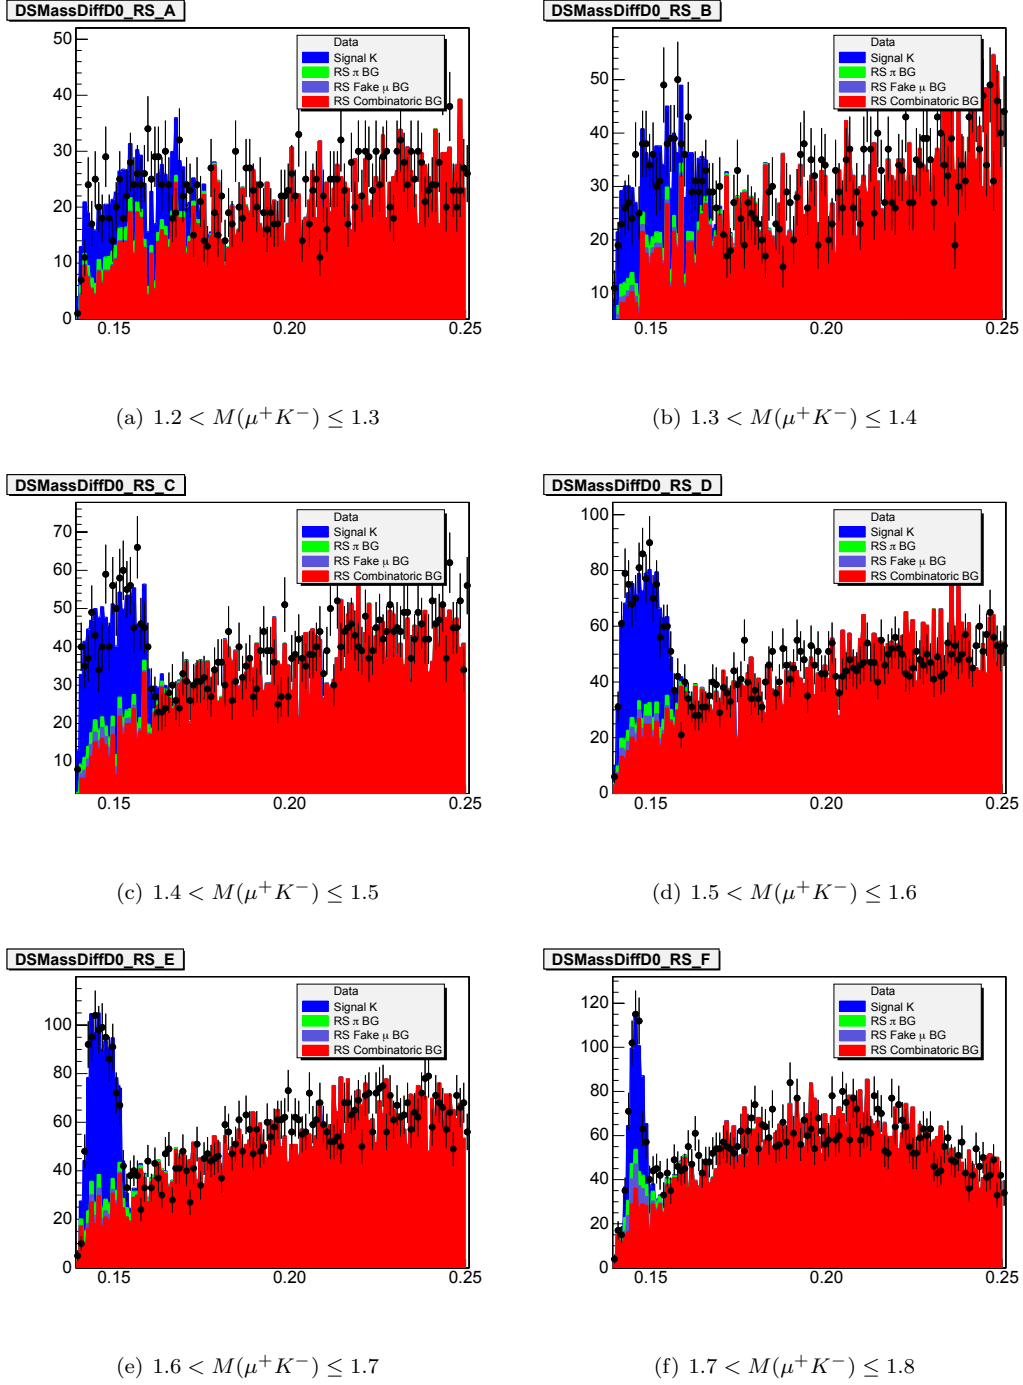 DSMassDiffD0_RS_A
50
40
30
20
10
0
0.15
0.20
0.25
Data
Signal K
RS π BG
RS Fake μ BG
RS Combinatoric BG
(a) 1.2 < M(μ⁺K⁻) ≤ 1.3
DSMassDiffD0_RS_B
50
40
30
20
10
0.15
0.20
0.25
Data
Signal K
RS π BG
RS Fake μ BG
RS Combinatoric BG
(b) 1.3 < M(μ⁺K⁻) ≤ 1.4
DSMassDiffD0_RS_C
70
60
50
40
30
20
10
0.15
0.20
0.25
Data
Signal K
RS π BG
RS Fake μ BG
RS Combinatoric BG
(c) 1.4 < M(μ⁺K⁻) ≤ 1.5
DSMassDiffD0_RS_D
100
80
60
40
20
0
0.15
0.20
0.25
Data
Signal K
RS π BG
RS Fake μ BG
RS Combinatoric BG
(d) 1.5 < M(μ⁺K⁻) ≤ 1.6
DSMassDiffD0_RS_E
100
80
60
40
20
0
0.15
0.20
0.25
Data
Signal K
RS π BG
RS Fake μ BG
RS Combinatoric BG
(e) 1.6 < M(μ⁺K⁻) ≤ 1.7
DSMassDiffD0_RS_F
120
100
80
60
40
20
0
0.15
0.20
0.25
Data
Signal K
RS π BG
RS Fake μ BG
RS Combinatoric BG
(f) 1.7 < M(μ⁺K⁻) ≤ 1.8